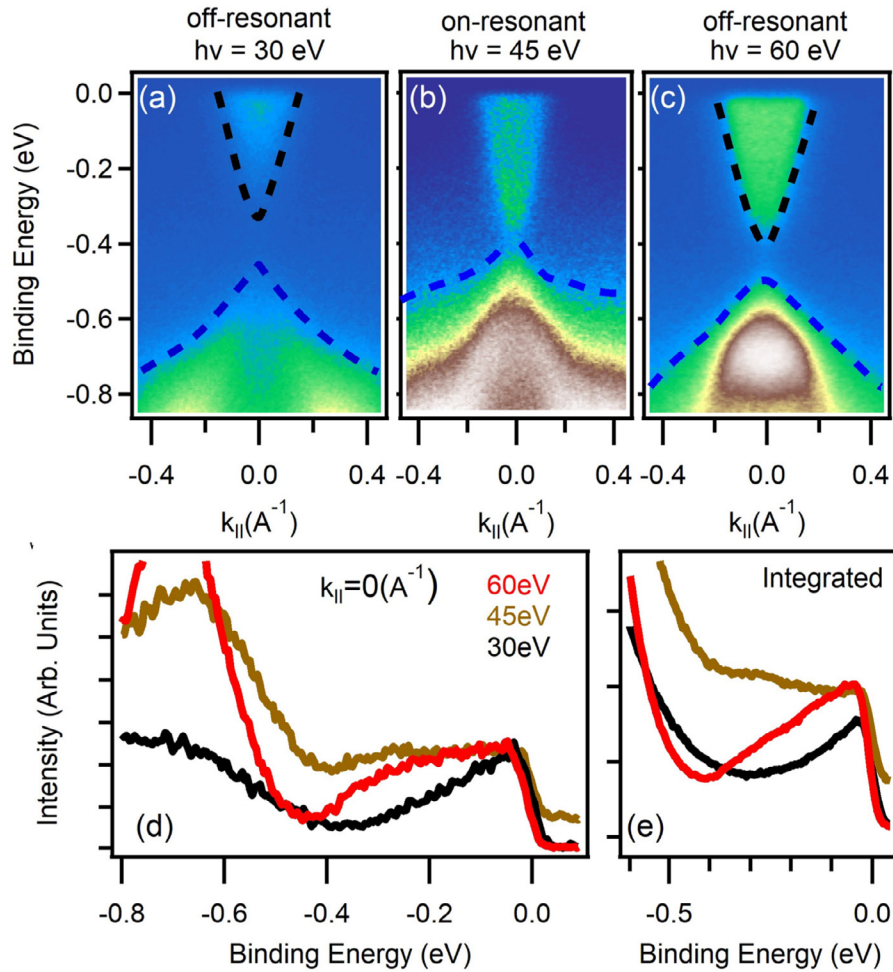 off-resonant on-resonant off-resonant
hv = 30 eV hv = 45 eV hv = 60 eV
(a) (b) (c)
0.0
-0.2
-0.4
-0.6
-0.8
Binding Energy (eV)
-0.4 0.0 0.4 -0.4 0.0 0.4 -0.4 0.0 0.4
k||(A⁻¹) k||(A⁻¹) k||(A⁻¹)
Intensity (Arb. Units)
k||=0(A⁻¹)
60eV
45eV
30eV
Integrated
(d) (e)
-0.8 -0.6 -0.4 -0.2 0.0 -0.5 0.0
Binding Energy (eV) Binding Energy (eV)